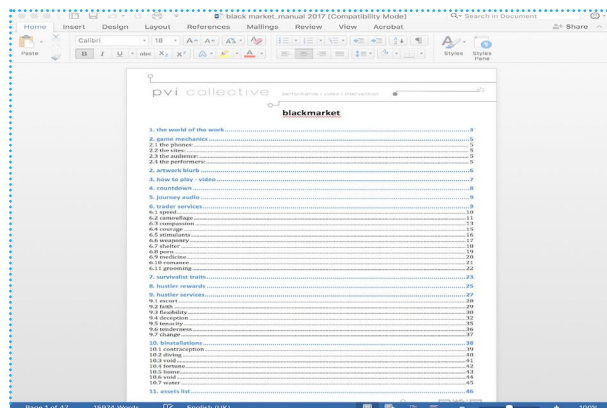 black market_manual 2017 [Compatibility Mode]
Search in Document
Home Insert Design Layout References Mailings Review View Acrobat
Share
Calibri 16
Paste
B I U abc X₂ X² A
Styles Styles Pane
pvi collective
blackmarket
1. the world of the work 3
2. game mechanics 5
2.1 the phones: 5
2.2 the sites: 5
2.3 the audience: 5
2.4 the performers: 5
2. artwork blurb 6
3. how to play - video 7
4. countdown 8
5. journey audio 9
6. trader services 9
6.1 speed 10
6.2 camouflage 11
6.3 compassion 13
6.4 courage 15
6.5 stimulants 16
6.6 weaponry 17
6.7 shelter 18
6.8 porn 19
6.9 medicine 20
6.10 romance 21
6.11 grooming 22
7. survivalist traits 23
8. hustler rewards 25
9. hustler services 27
9.1 escort 28
9.2 faith 29
9.3 flexibility 30
9.4 deception 32
9.5 tenacity 35
9.6 tenderness 36
9.7 change 37
10. binstallations 38
10.1 contraception 39
10.2 diving 40
10.3 void 41
10.4 fortune 42
10.5 home 43
10.6 void 44
10.7 water 45
11. assets list 46
Page 1 of 47 16974 Words English (UK) 100%